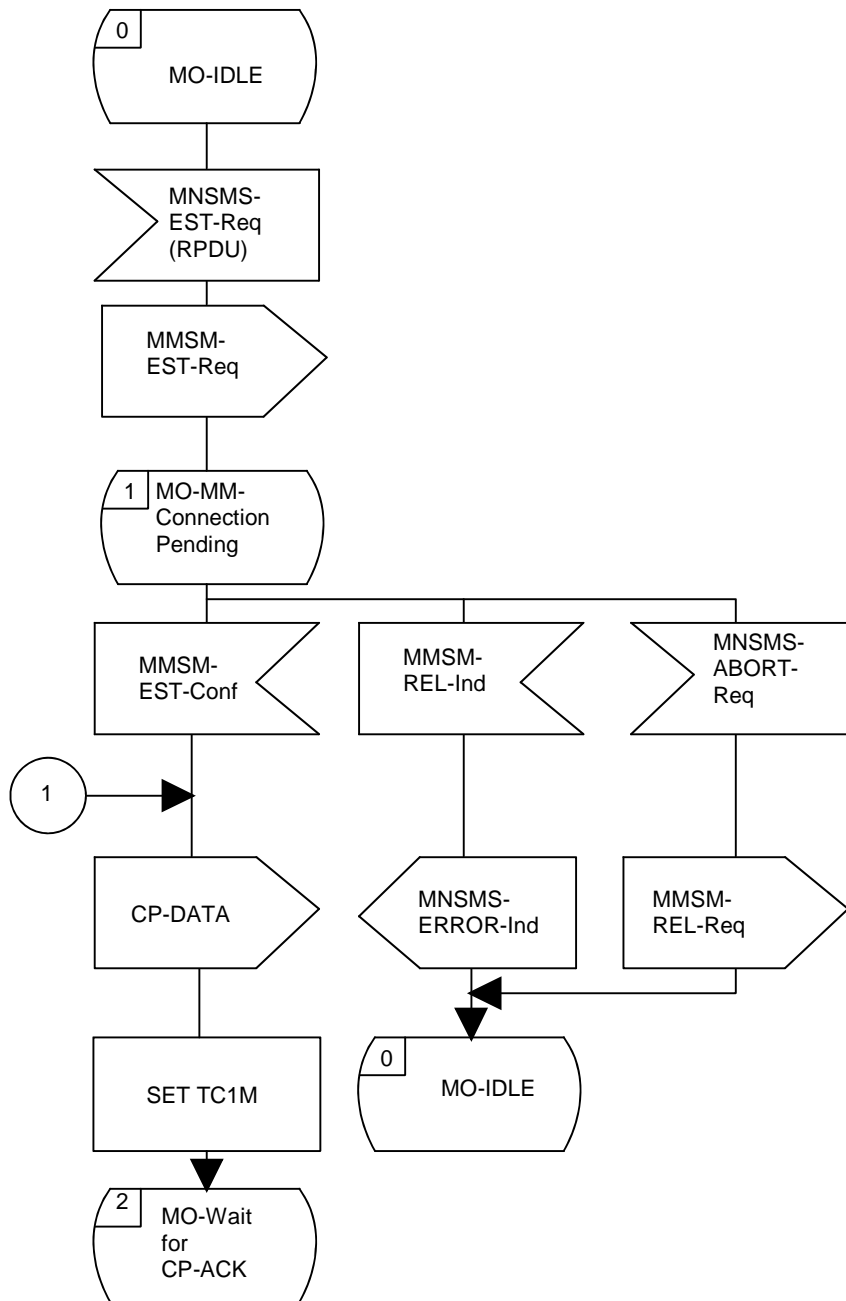 0
MO-IDLE
MNSMS-
EST-Req
(RPDU)
MMSM-
EST-Req
1
MO-MM-
Connection
Pending
MMSM-
EST-Conf
MMSM-
REL-Ind
MNSMS-
ABORT-
Req
1
CP-DATA
MNSMS-
ERROR-Ind
MMSM-
REL-Req
SET TC1M
0
MO-IDLE
2
MO-Wait
for
CP-ACK